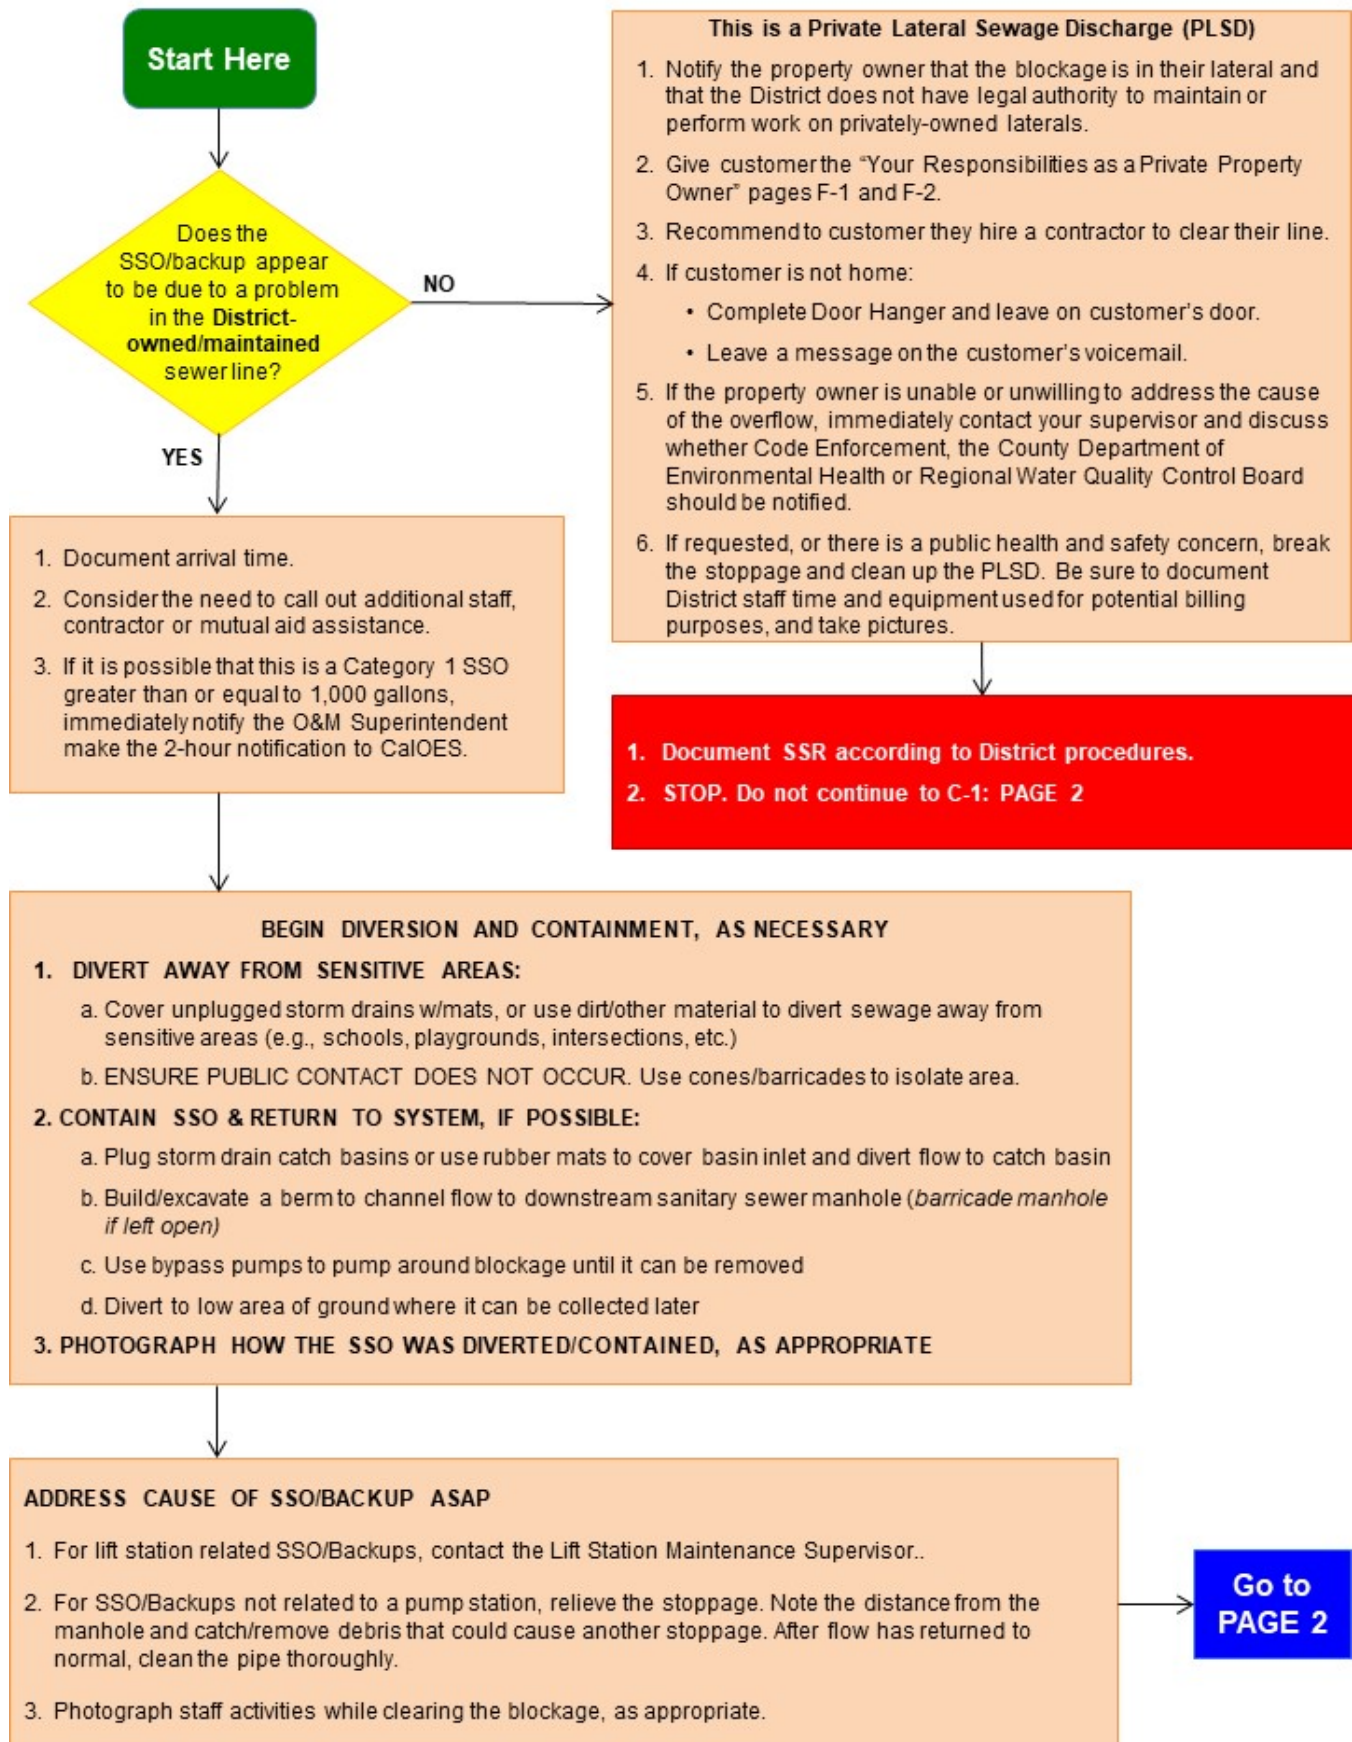 Start Here
Does the
SSO/backup appear
to be due to a problem
in the District-
owned/maintained
sewer line?
NO
YES
This is a Private Lateral Sewage Discharge (PLSD)
1. Notify the property owner that the blockage is in their lateral and
that the District does not have legal authority to maintain or
perform work on privately-owned laterals.
2. Give customer the “Your Responsibilities as a Private Property
Owner” pages F-1 and F-2.
3. Recommend to customer they hire a contractor to clear their line.
4. If customer is not home:
• Complete Door Hanger and leave on customer’s door.
• Leave a message on the customer’s voicemail.
5. If the property owner is unable or unwilling to address the cause
of the overflow, immediately contact your supervisor and discuss
whether Code Enforcement, the County Department of
Environmental Health or Regional Water Quality Control Board
should be notified.
6. If requested, or there is a public health and safety concern, break
the stoppage and clean up the PLSD. Be sure to document
District staff time and equipment used for potential billing
purposes, and take pictures.
1. Document SSR according to District procedures.
2. STOP. Do not continue to C-1: PAGE 2
1. Document arrival time.
2. Consider the need to call out additional staff,
contractor or mutual aid assistance.
3. If it is possible that this is a Category 1 SSO
greater than or equal to 1,000 gallons,
immediately notify the O&M Superintendent
make the 2-hour notification to CalOES.
BEGIN DIVERSION AND CONTAINMENT, AS NECESSARY
1. DIVERT AWAY FROM SENSITIVE AREAS:
a. Cover unplugged storm drains w/mats, or use dirt/other material to divert sewage away from
sensitive areas (e.g., schools, playgrounds, intersections, etc.)
b. ENSURE PUBLIC CONTACT DOES NOT OCCUR. Use cones/barricades to isolate area.
2. CONTAIN SSO & RETURN TO SYSTEM, IF POSSIBLE:
a. Plug storm drain catch basins or use rubber mats to cover basin inlet and divert flow to catch basin
b. Build/excavate a berm to channel flow to downstream sanitary sewer manhole (barricade manhole
if left open)
c. Use bypass pumps to pump around blockage until it can be removed
d. Divert to low area of ground where it can be collected later
3. PHOTOGRAPH HOW THE SSO WAS DIVERTED/CONTAINED, AS APPROPRIATE
ADDRESS CAUSE OF SSO/BACKUP ASAP
1. For lift station related SSO/Backups, contact the Lift Station Maintenance Supervisor..
2. For SSO/Backups not related to a pump station, relieve the stoppage. Note the distance from the
manhole and catch/remove debris that could cause another stoppage. After flow has returned to
normal, clean the pipe thoroughly.
3. Photograph staff activities while clearing the blockage, as appropriate.
Go to
PAGE 2